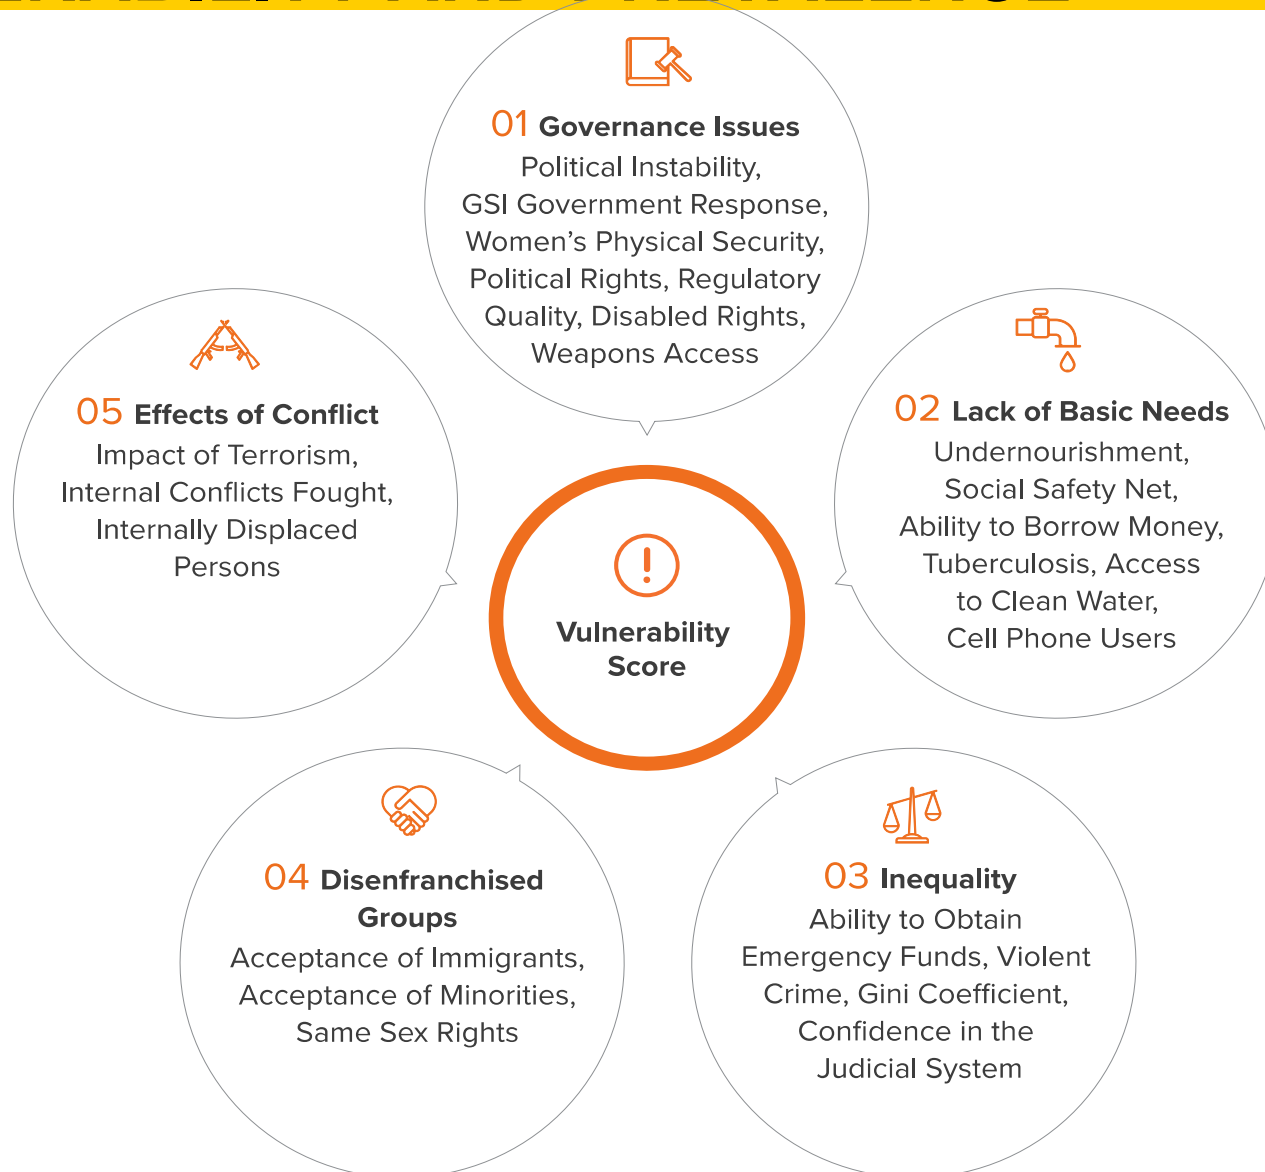 01 Governance Issues
Political Instability,
GSI Government Response,
Women’s Physical Security,
Political Rights, Regulatory
Quality, Disabled Rights,
Weapons Access
02 Lack of Basic Needs
Undernourishment,
Social Safety Net,
Ability to Borrow Money,
Tuberculosis, Access
to Clean Water,
Cell Phone Users
03 Inequality
Ability to Obtain
Emergency Funds, Violent
Crime, Gini Coefficient,
Confidence in the
Judicial System
04 Disenfranchised
Groups
Acceptance of Immigrants,
Acceptance of Minorities,
Same Sex Rights
05 Effects of Conflict
Impact of Terrorism,
Internal Conflicts Fought,
Internally Displaced
Persons
Vulnerability
Score